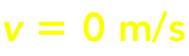 v = 0 m/s